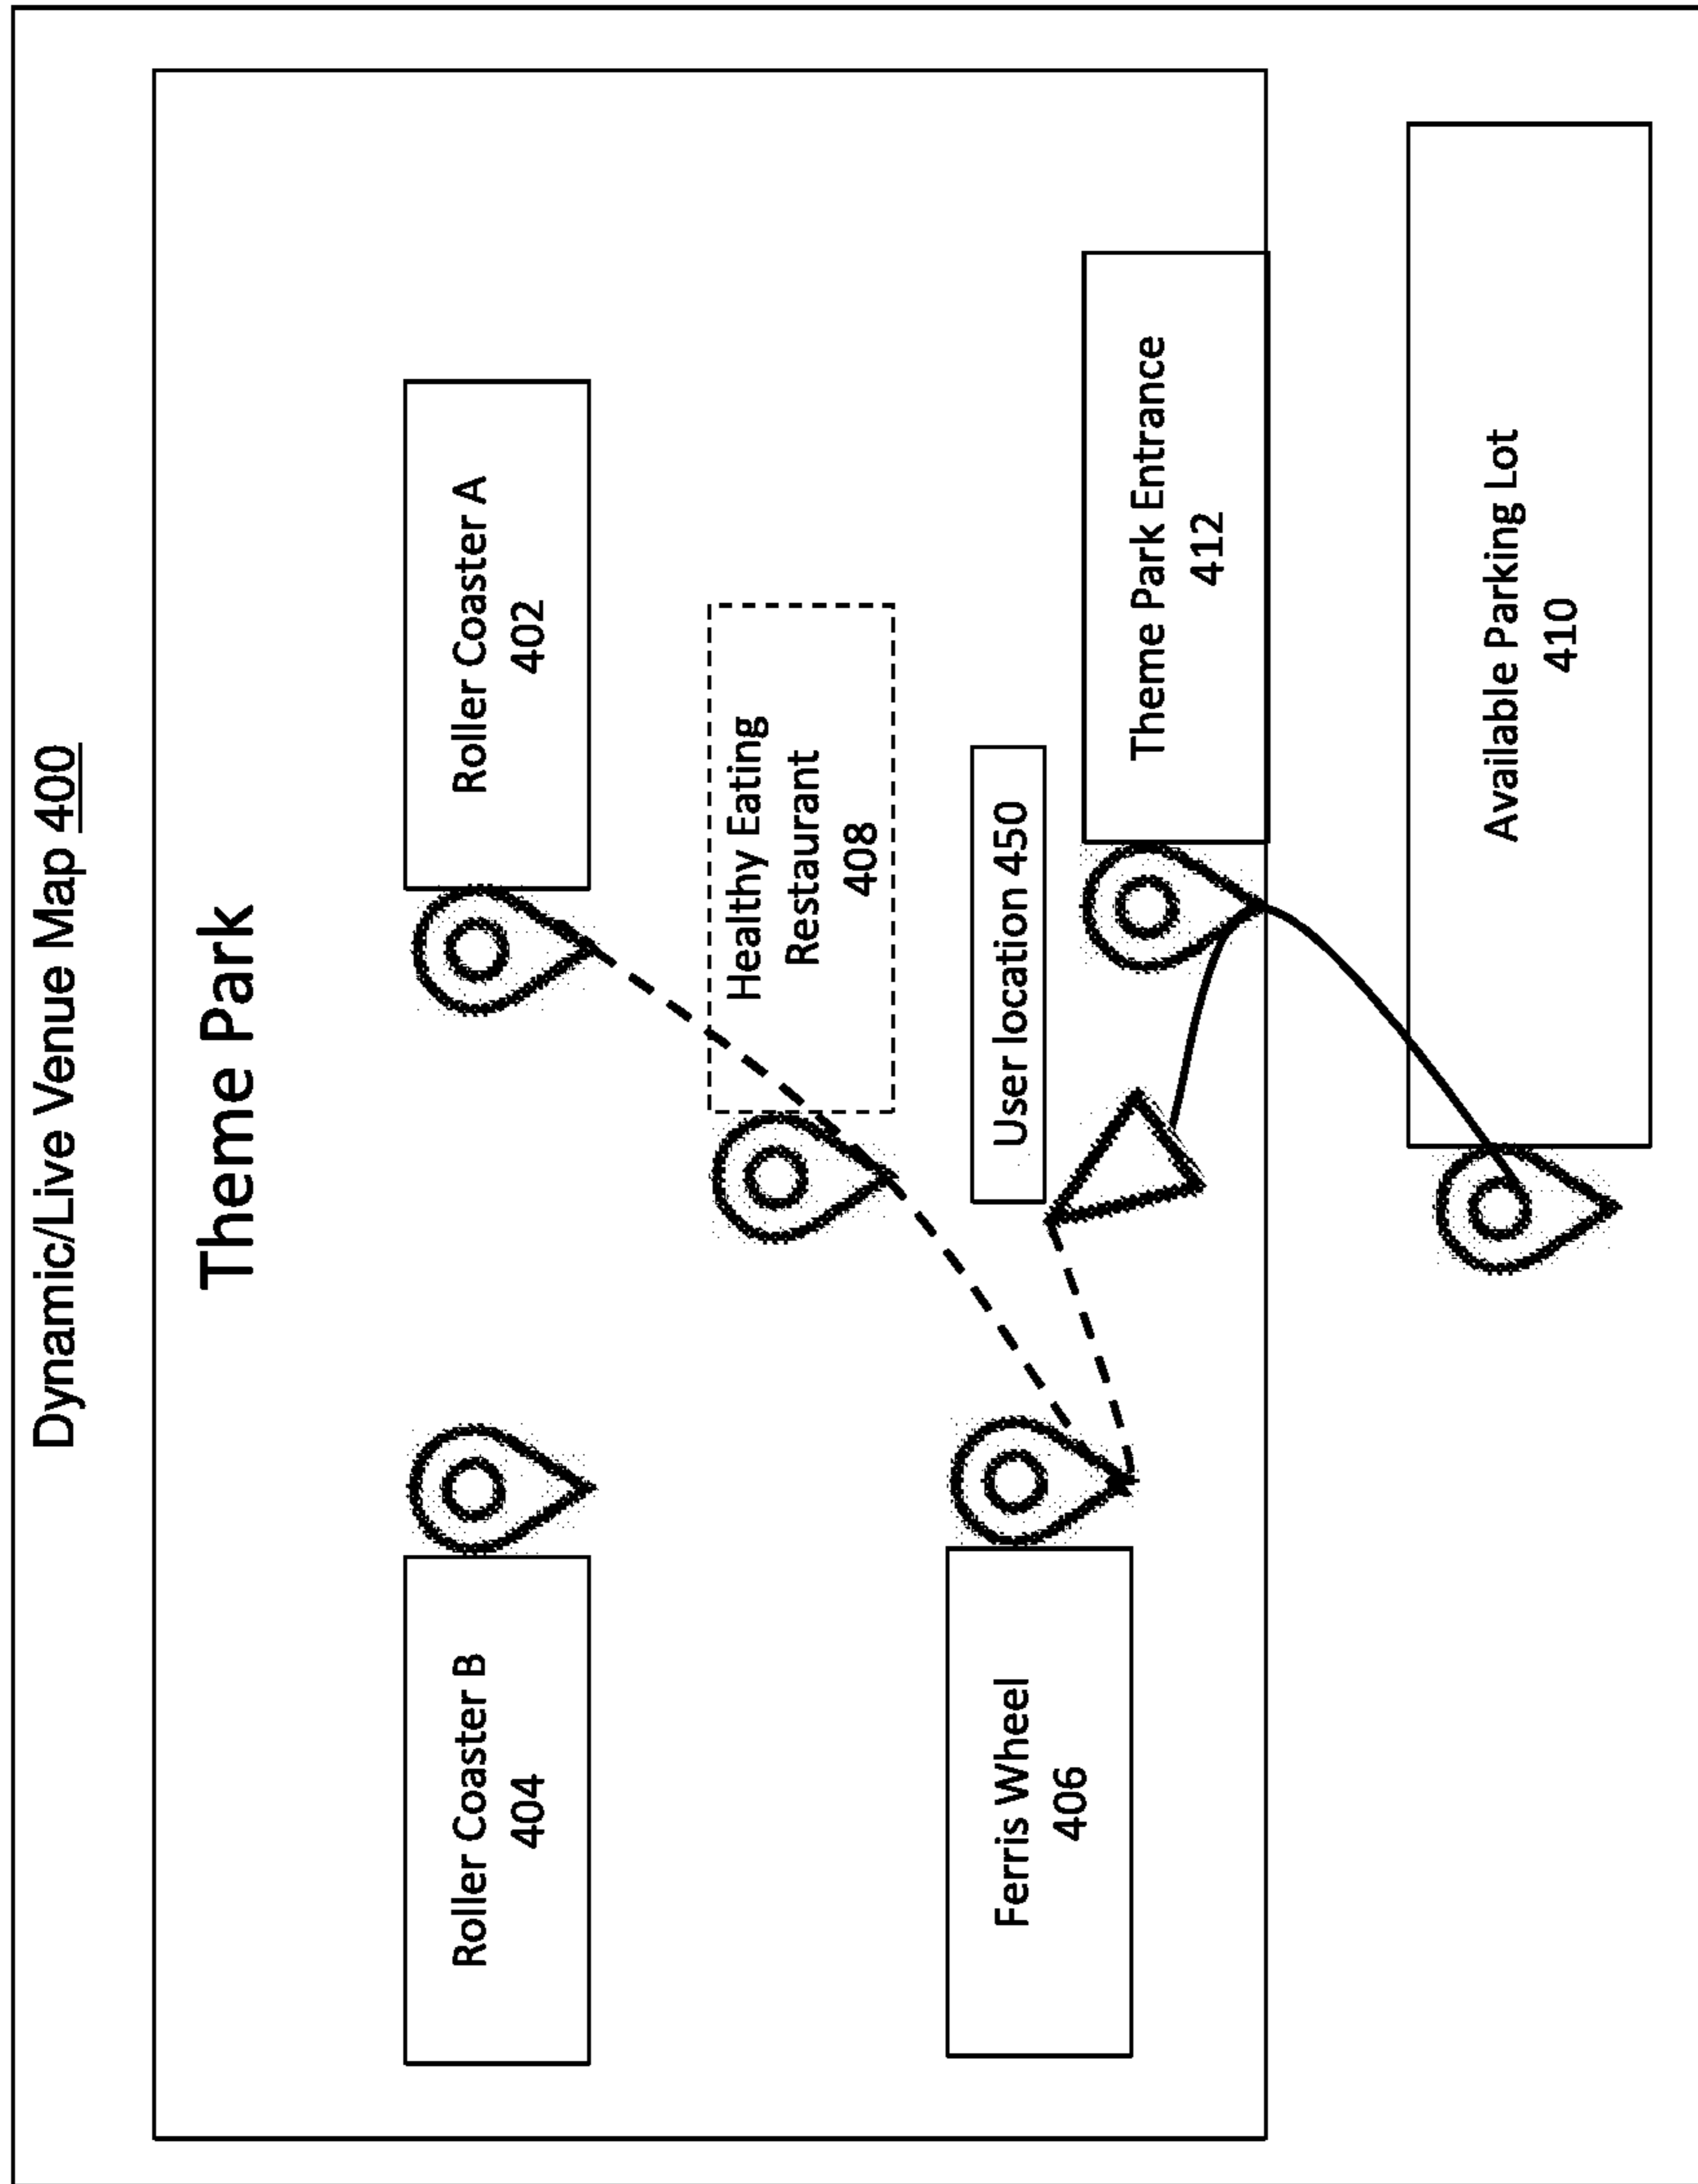 Dynamic/Live Venue Map 400
Theme Park
Roller Coaster B
404
Roller Coaster A
402
Healthy Eating
Restaurant
408
Ferris Wheel
406
User location 450
Theme Park Entrance
412
Available Parking Lot
410